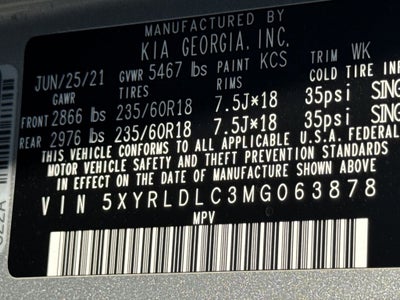 MANUFACTURED BY
KIA GEORGIA, INC.
JUN/25/21 GVWR 5467 lbs PAINT KCS TRIM WK
GAWR TIRES RIMS COLD TIRE INF
FRONT 2866 lbs 235/60R18 7.5J×18 35psi SING
REAR 2976 lbs 235/60R18 7.5J×18 35psi SING
THIS VEHICLE CONFORMS TO ALL APPLICABLE U.S.A. FEDERAL
MOTOR VEHICLE SAFETY AND THEFT PREVENTION STANDARDS
IN EFFECT ON THE DATE OF MANUFACTURE SHOWN ABOVE
VIN 5XYRLDLC3MG063878
MPV